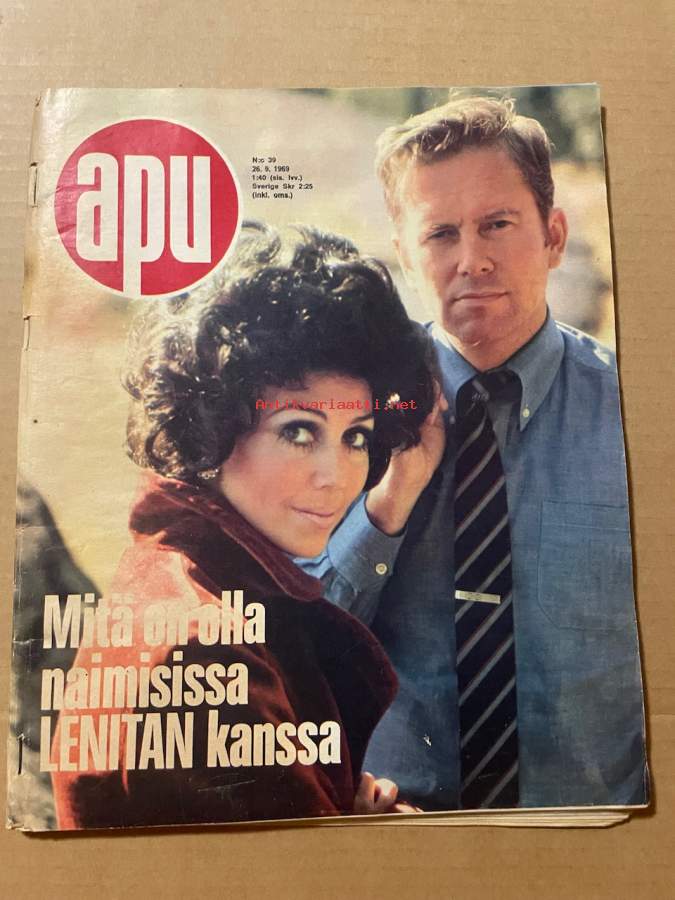 apu
N:o 39
26. 9. 1969
1:40 (sis. lvv.)
Sverige Skr 2:25
(inkl. oms.)
Antikvariaatti.net
Mitä on olla
naimisissa
LENITAN kanssa